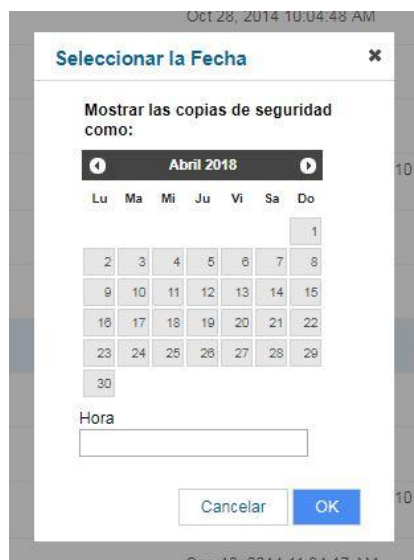 Oct 28, 2014 10:04:48 AM
Seleccionar la Fecha
Mostrar las copias de seguridad
como:
Abril 2018
Lu Ma Mi Ju Vi Sa Do
1
2 3 4 5 6 7 8
9 10 11 12 13 14 15
16 17 18 19 20 21 22
23 24 25 26 27 28 29
30
Hora
Cancelar OK
10
10